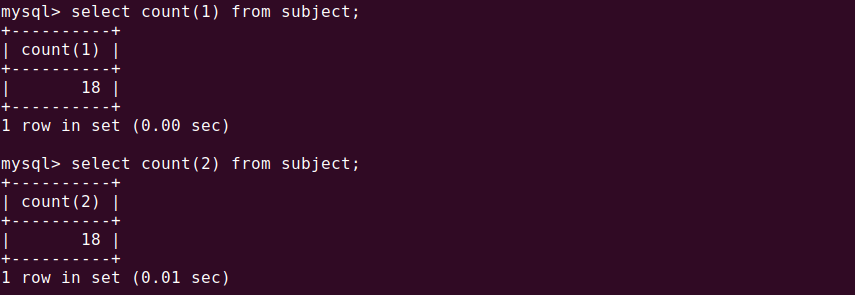 mysql> select count(1) from subject;
+----------+
| count(1) |
+----------+
|       18 |
+----------+
1 row in set (0.00 sec)

mysql> select count(2) from subject;
+----------+
| count(2) |
+----------+
|       18 |
+----------+
1 row in set (0.01 sec)